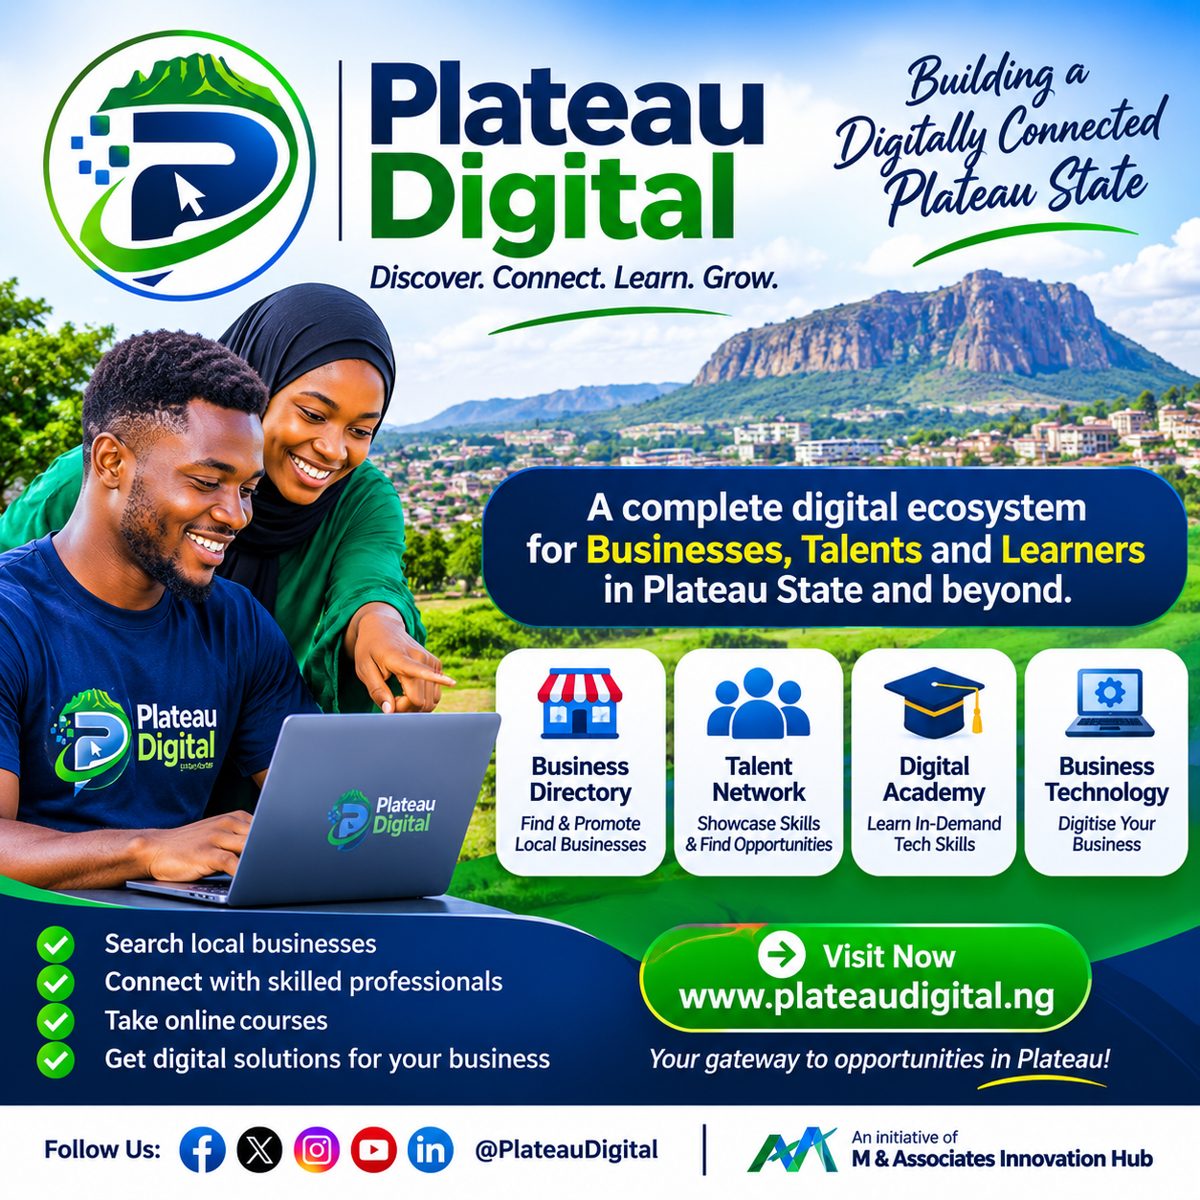 Plateau
Digital
Discover. Connect. Learn. Grow.
Building a
Digitally Connected
Plateau State
A complete digital ecosystem
for Businesses, Talents and Learners
in Plateau State and beyond.
Business
Directory
Find & Promote
Local Businesses
Talent
Network
Showcase Skills
& Find Opportunities
Digital
Academy
Learn In-Demand
Tech Skills
Business
Technology
Digitise Your
Business
Plateau
Digital
Plateau
Digital
Search local businesses
Connect with skilled professionals
Take online courses
Get digital solutions for your business
Visit Now
www.plateaudigital.ng
Your gateway to opportunities in Plateau!
Follow Us: @PlateauDigital
An initiative of
M & Associates Innovation Hub